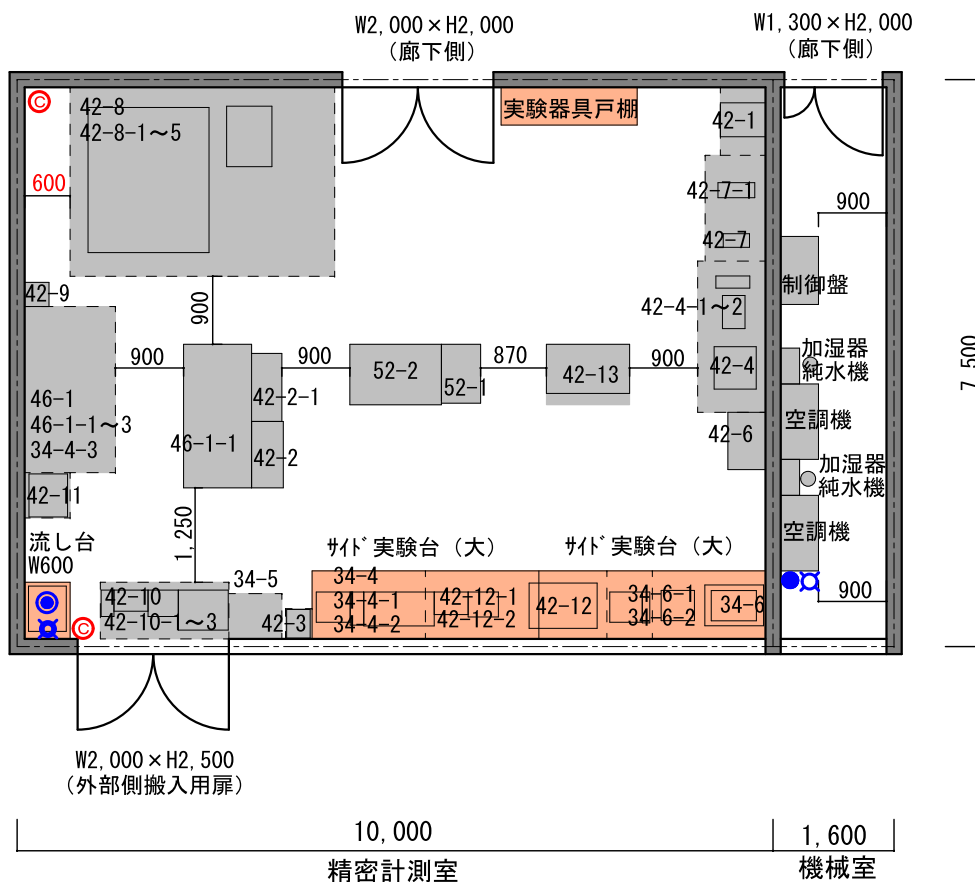 W2,000×H2,000
(廊下側)
W1,300×H2,000
(廊下側)
C
42-8
42-8-1～5
実験器具戸棚
42-1
600
42-7-1
900
42-7
42-9
900
制御盤
42-4-1～2
900
900
870
900
加湿器
純水機
7,500
52-2
52-1
42-13
42-4
46-1
46-1-1～3
34-4-3
42-2-1
空調機
46-1-1
42-2
42-6
加湿器
純水機
42-11
1,250
空調機
流し台
W600
ｻｲﾄﾞ実験台（大）
ｻｲﾄﾞ実験台（大）
34-5
34-4
34-4-1
34-4-2
42-10
42-10-1～3
42-3
42-12-1
42-12-2
42-12
34-6-1
34-6-2
34-6
900
C
W2,000×H2,500
(外部側搬入用扉)
10,000
精密計測室
1,600
機械室